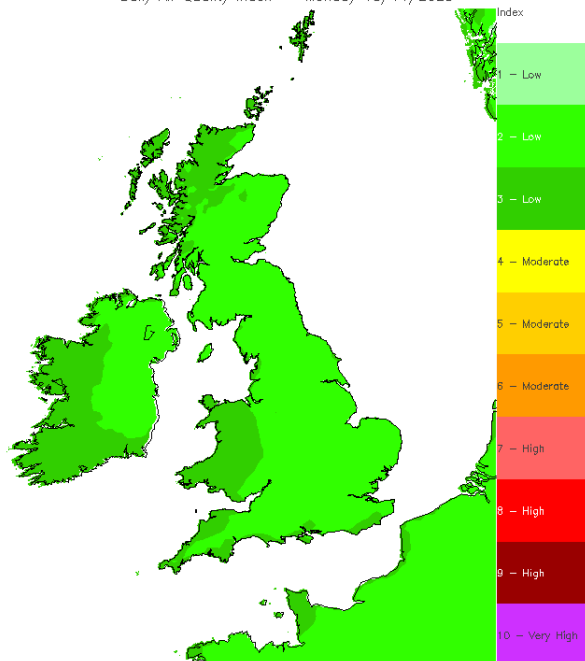 Index
1 - Low
2 - Low
3 - Low
4 - Moderate
5 - Moderate
6 - Moderate
7 - High
8 - High
9 - High
10 - Very High